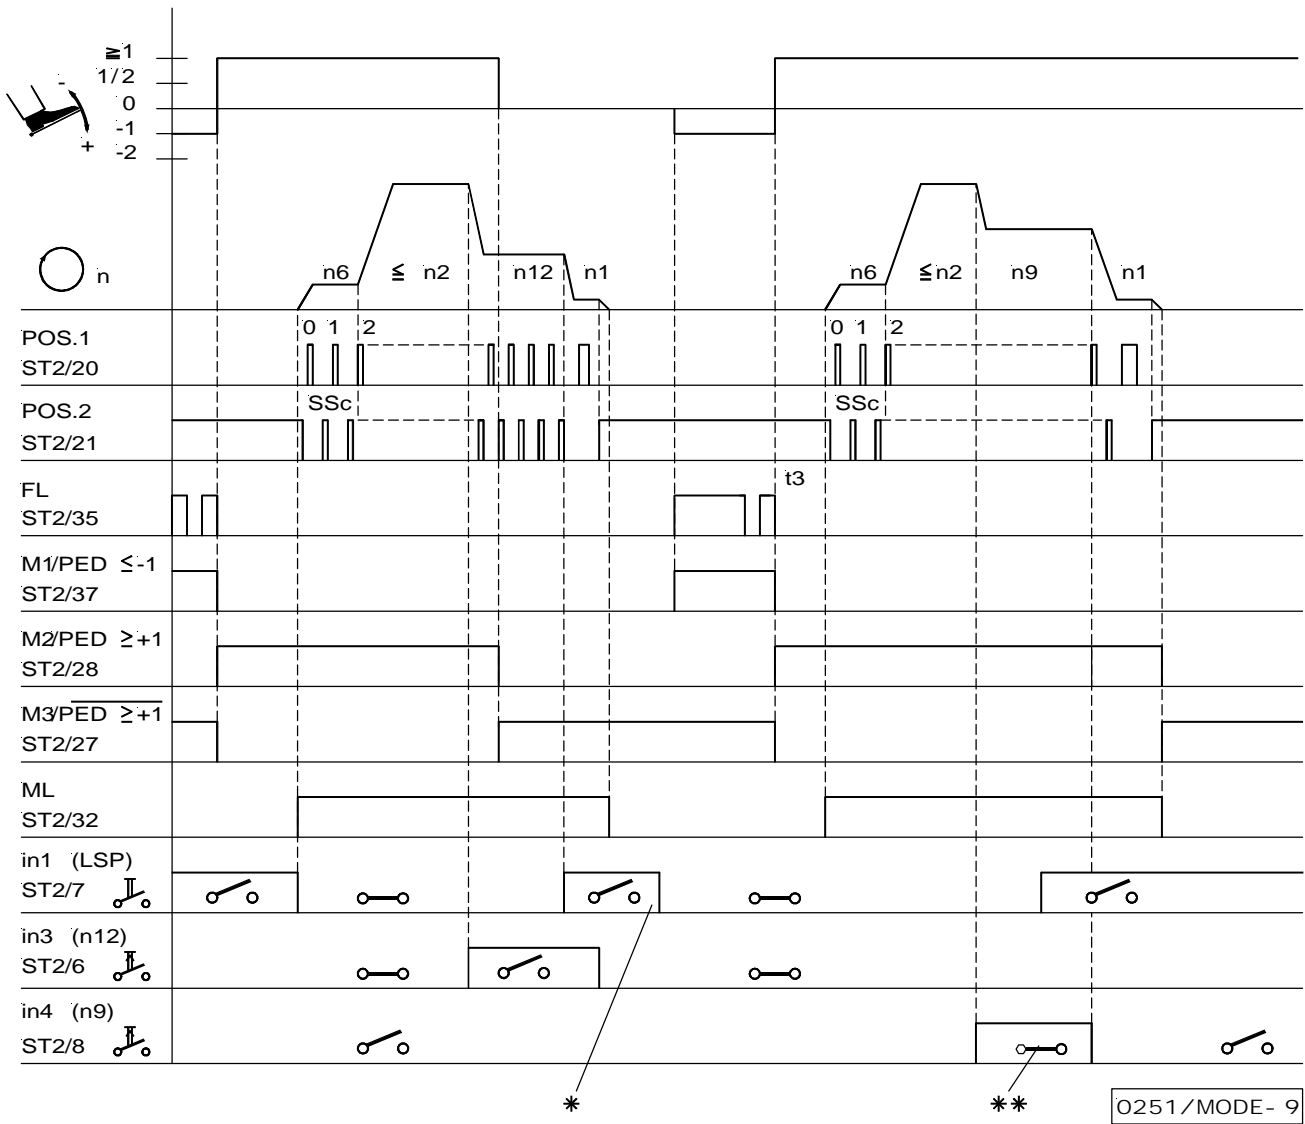 ≧1
1/2
0
-1
-2
-
+
n
n6 ≦ n2 n12 n1 n6 ≦n2 n9 n1
POS.1
ST2/20
0 1 2 0 1 2
POS.2
ST2/21
SSc SSc
FL
ST2/35
t3
M1/PED ≦-1
ST2/37
M2/PED ≧+1
ST2/28
M3/PED ≧+1
ST2/27
ML
ST2/32
in1 (LSP)
ST2/7
in3 (n12)
ST2/6
in4 (n9)
ST2/8
* **
0251/MODE- 9